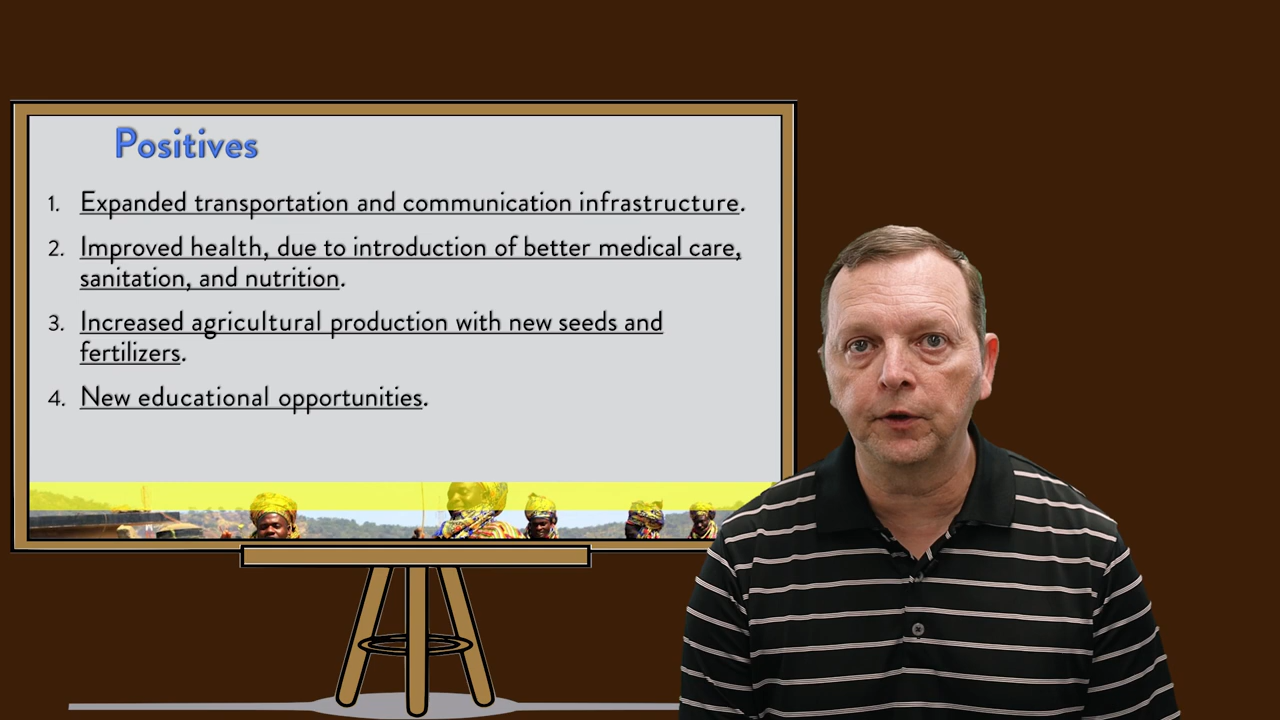 Positives
1. Expanded transportation and communication infrastructure.
2. Improved health, due to introduction of better medical care,
sanitation, and nutrition.
3. Increased agricultural production with new seeds and
fertilizers.
4. New educational opportunities.